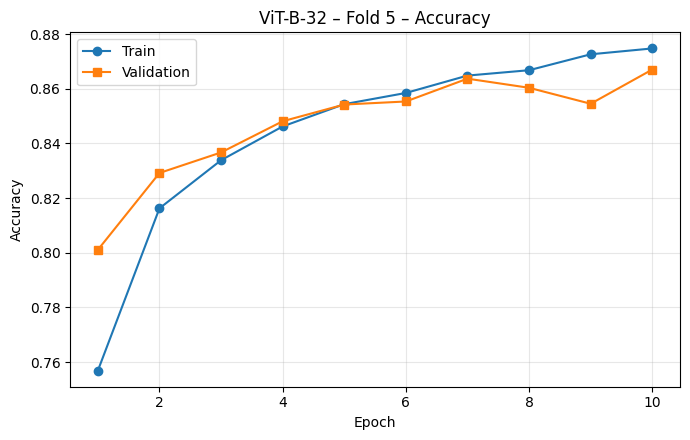 ViT-B-32 – Fold 5 – Accuracy
Train
Validation
0.88
0.86
0.84
0.82
0.80
0.78
0.76
Accuracy
2 4 6 8 10
Epoch